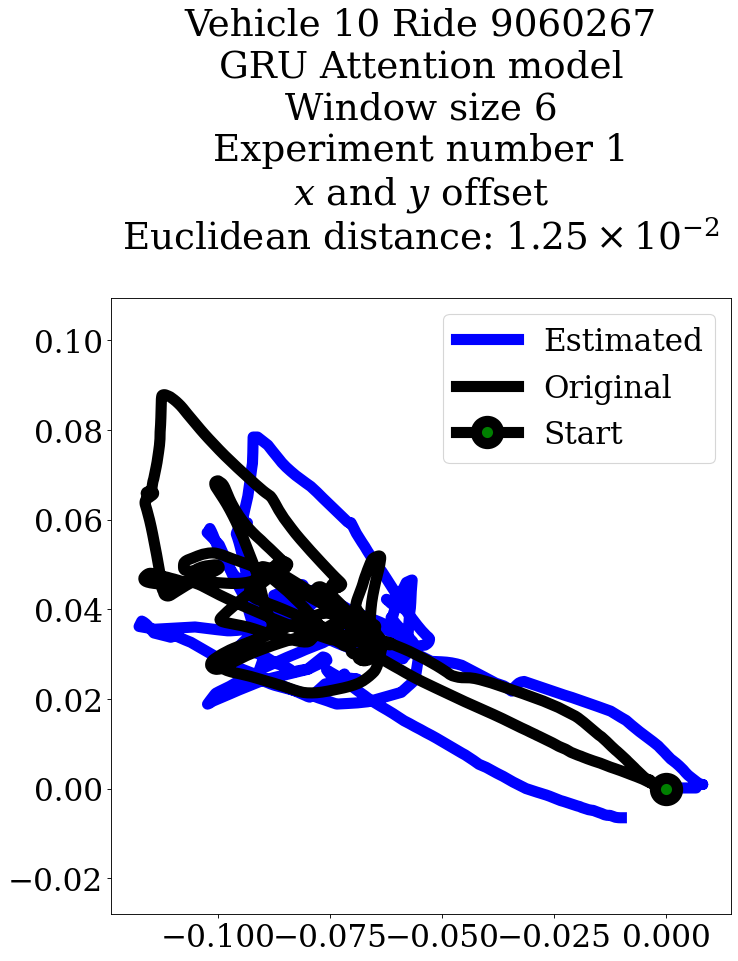 Vehicle 10 Ride 9060267
GRU Attention model
Window size 6
Experiment number 1
x and y offset
Euclidean distance: 1.25 × 10⁻²
Estimated
Original
Start
0.10
0.08
0.06
0.04
0.02
0.00
−0.02
−0.100 −0.075 −0.050 −0.025 0.000